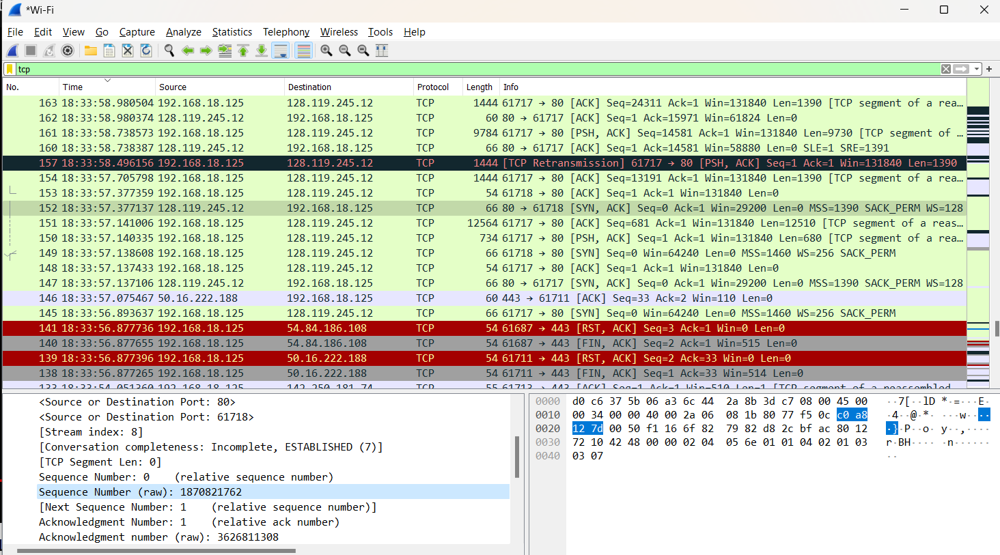 *Wi-Fi
File Edit View Go Capture Analyze Statistics Telephony Wireless Tools Help
tcp
No. Time Source Destination Protocol Length Info
163 18:33:58.980504 192.168.18.125 128.119.245.12 TCP 1444 61717 → 80 [ACK] Seq=24311 Ack=1 Win=131840 Len=1390 [TCP segment of a rea…
162 18:33:58.980374 128.119.245.12 192.168.18.125 TCP 60 80 → 61717 [ACK] Seq=1 Ack=15971 Win=61824 Len=0
161 18:33:58.738573 192.168.18.125 128.119.245.12 TCP 9784 61717 → 80 [PSH, ACK] Seq=14581 Ack=1 Win=131840 Len=9730 [TCP segment of …
160 18:33:58.738387 128.119.245.12 192.168.18.125 TCP 66 80 → 61717 [ACK] Seq=1 Ack=14581 Win=58880 Len=0 SLE=1 SRE=1391
157 18:33:58.496156 192.168.18.125 128.119.245.12 TCP 1444 [TCP Retransmission] 61717 → 80 [PSH, ACK] Seq=1 Ack=1 Win=131840 Len=1390
154 18:33:57.705798 192.168.18.125 128.119.245.12 TCP 1444 61717 → 80 [ACK] Seq=13191 Ack=1 Win=131840 Len=1390 [TCP segment of a rea…
153 18:33:57.377359 192.168.18.125 128.119.245.12 TCP 54 61718 → 80 [ACK] Seq=1 Ack=1 Win=131840 Len=0
152 18:33:57.377137 128.119.245.12 192.168.18.125 TCP 66 80 → 61718 [SYN, ACK] Seq=0 Ack=1 Win=29200 Len=0 MSS=1390 SACK_PERM WS=128
151 18:33:57.141006 192.168.18.125 128.119.245.12 TCP 12564 61717 → 80 [ACK] Seq=681 Ack=1 Win=131840 Len=12510 [TCP segment of a reas…
150 18:33:57.140335 192.168.18.125 128.119.245.12 TCP 734 61717 → 80 [PSH, ACK] Seq=1 Ack=1 Win=131840 Len=680 [TCP segment of a rea…
149 18:33:57.138608 192.168.18.125 128.119.245.12 TCP 66 61718 → 80 [SYN] Seq=0 Win=64240 Len=0 MSS=1460 WS=256 SACK_PERM
148 18:33:57.137433 192.168.18.125 128.119.245.12 TCP 54 61717 → 80 [ACK] Seq=1 Ack=1 Win=131840 Len=0
147 18:33:57.137106 128.119.245.12 192.168.18.125 TCP 66 80 → 61717 [SYN, ACK] Seq=0 Ack=1 Win=29200 Len=0 MSS=1390 SACK_PERM WS=128
146 18:33:57.075467 50.16.222.188 192.168.18.125 TCP 60 443 → 61711 [ACK] Seq=33 Ack=2 Win=110 Len=0
145 18:33:56.893637 192.168.18.125 128.119.245.12 TCP 66 61717 → 80 [SYN] Seq=0 Win=64240 Len=0 MSS=1460 WS=256 SACK_PERM
141 18:33:56.877736 192.168.18.125 54.84.186.108 TCP 54 61687 → 443 [RST, ACK] Seq=3 Ack=1 Win=0 Len=0
140 18:33:56.877655 192.168.18.125 54.84.186.108 TCP 54 61687 → 443 [FIN, ACK] Seq=2 Ack=1 Win=515 Len=0
139 18:33:56.877396 192.168.18.125 50.16.222.188 TCP 54 61711 → 443 [RST, ACK] Seq=2 Ack=33 Win=0 Len=0
138 18:33:56.877265 192.168.18.125 50.16.222.188 TCP 54 61711 → 443 [FIN, ACK] Seq=1 Ack=33 Win=514 Len=0
133 18:33:54.051360 192.168.18.125 142.250.181.74 TCP 55 61713 → 443 [ACK] Seq=1 Ack=1 Win=510 Len=1 [TCP segment of a reassembled
<Source or Destination Port: 80>
<Source or Destination Port: 61718>
[Stream index: 8]
[Conversation completeness: Incomplete, ESTABLISHED (7)]
[TCP Segment Len: 0]
Sequence Number: 0 (relative sequence number)
Sequence Number (raw): 1870821762
[Next Sequence Number: 1 (relative sequence number)]
Acknowledgment Number: 1 (relative ack number)
Acknowledgment number (raw): 3626811308
0000 d0 c6 37 5b 06 a3 6c 44 2a 8b 3d c7 08 00 45 00 ··7[··lD *·=···E·
0010 00 34 00 00 40 00 2a 06 08 1b 80 77 f5 0c c0 a8 ·4··@·*· ···w····
0020 12 7d 00 50 f1 16 6f 82 79 82 d8 2c bf ac 80 12 ·}·P··o· y··,····
0030 72 10 42 48 00 00 02 04 05 6e 01 01 04 02 01 03 r·BH···· ·n······
0040 03 07 ··